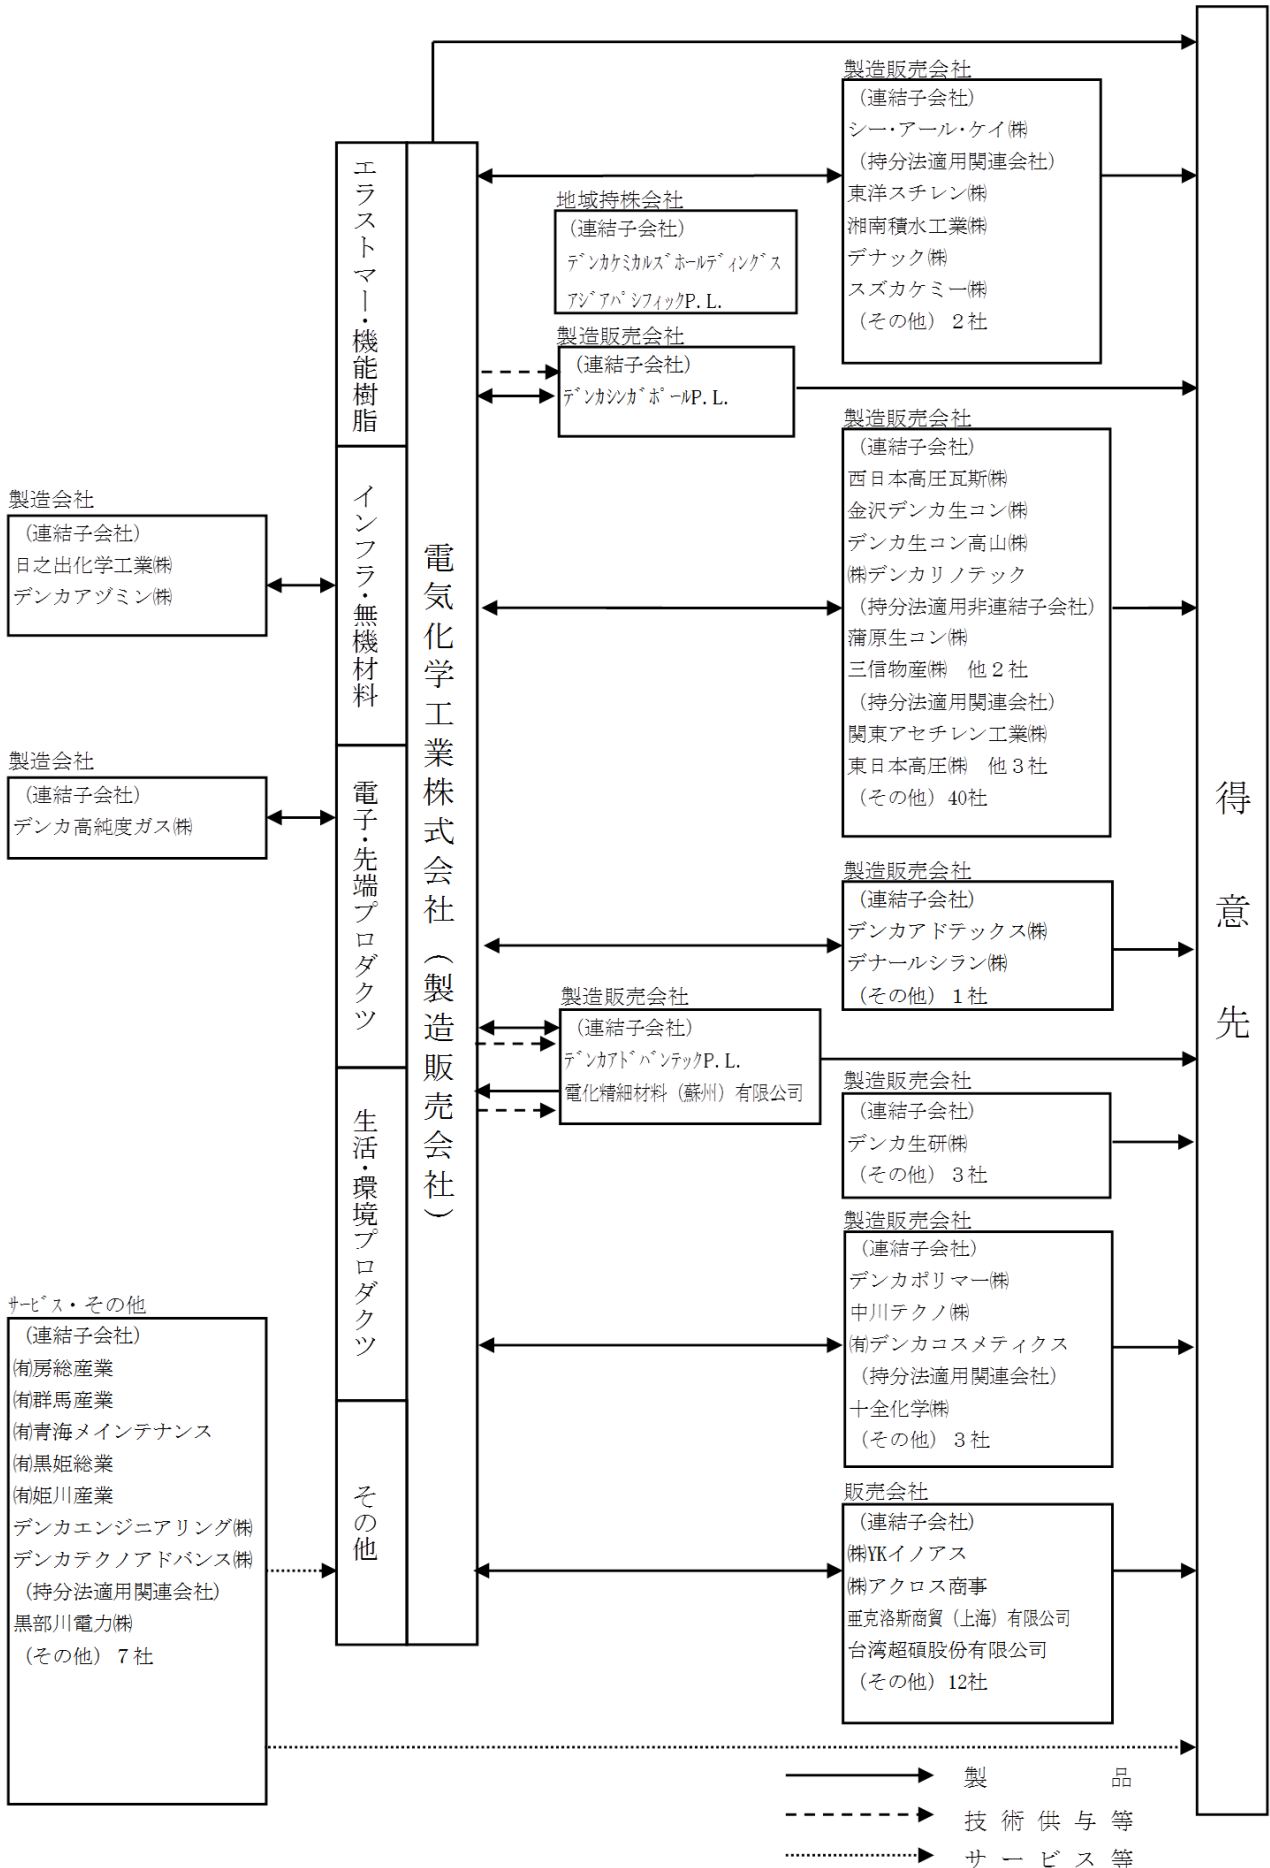 製造販売会社
(連結子会社)
シー・アール・ケイ㈱
(持分法適用関連会社)
東洋スチレン㈱
湘南積水工業㈱
デナック㈱
スズカケミー㈱
(その他) 2社
地域持株会社
(連結子会社)
デンカケミカルズホールディングス
アジアパシフィックP.L.
製造販売会社
(連結子会社)
デンカシンガポールP.L.
エラストマー・機能樹脂
インフラ・無機材料
電子・先端プロダクツ
生活・環境プロダクツ
その他
電気化学工業株式会社(製造販売会社)
製造会社
(連結子会社)
日之出化学工業㈱
デンカアヅミン㈱
製造会社
(連結子会社)
デンカ高純度ガス㈱
製造販売会社
(連結子会社)
西日本高圧瓦斯㈱
金沢デンカ生コン㈱
デンカ生コン高山㈱
㈱デンカリノテック
(持分法適用非連結子会社)
蒲原生コン㈱
三信物産㈱ 他2社
(持分法適用関連会社)
関東アセチレン工業㈱
東日本高圧㈱ 他3社
(その他) 40社
製造販売会社
(連結子会社)
デンカアドテックス㈱
デナールシラン㈱
(その他) 1社
製造販売会社
(連結子会社)
デンカアドバンテックP.L.
電化精細材料(蘇州)有限公司
製造販売会社
(連結子会社)
デンカ生研㈱
(その他) 3社
製造販売会社
(連結子会社)
デンカポリマー㈱
中川テクノ㈱
㈲デンカコスメティクス
(持分法適用関連会社)
十全化学㈱
(その他) 3社
サービス・その他
(連結子会社)
㈲房総産業
㈲群馬産業
㈲青海メインテナンス
㈲黒姫総業
㈲姫川産業
デンカエンジニアリング㈱
デンカテクノアドバンス㈱
(持分法適用関連会社)
黒部川電力㈱
(その他) 7社
販売会社
(連結子会社)
㈱YKイノアス
㈱アクロス商事
亜克洛斯商貿(上海)有限公司
台湾超碩股份有限公司
(その他) 12社
得意先
製品
技術供与等
サービス等